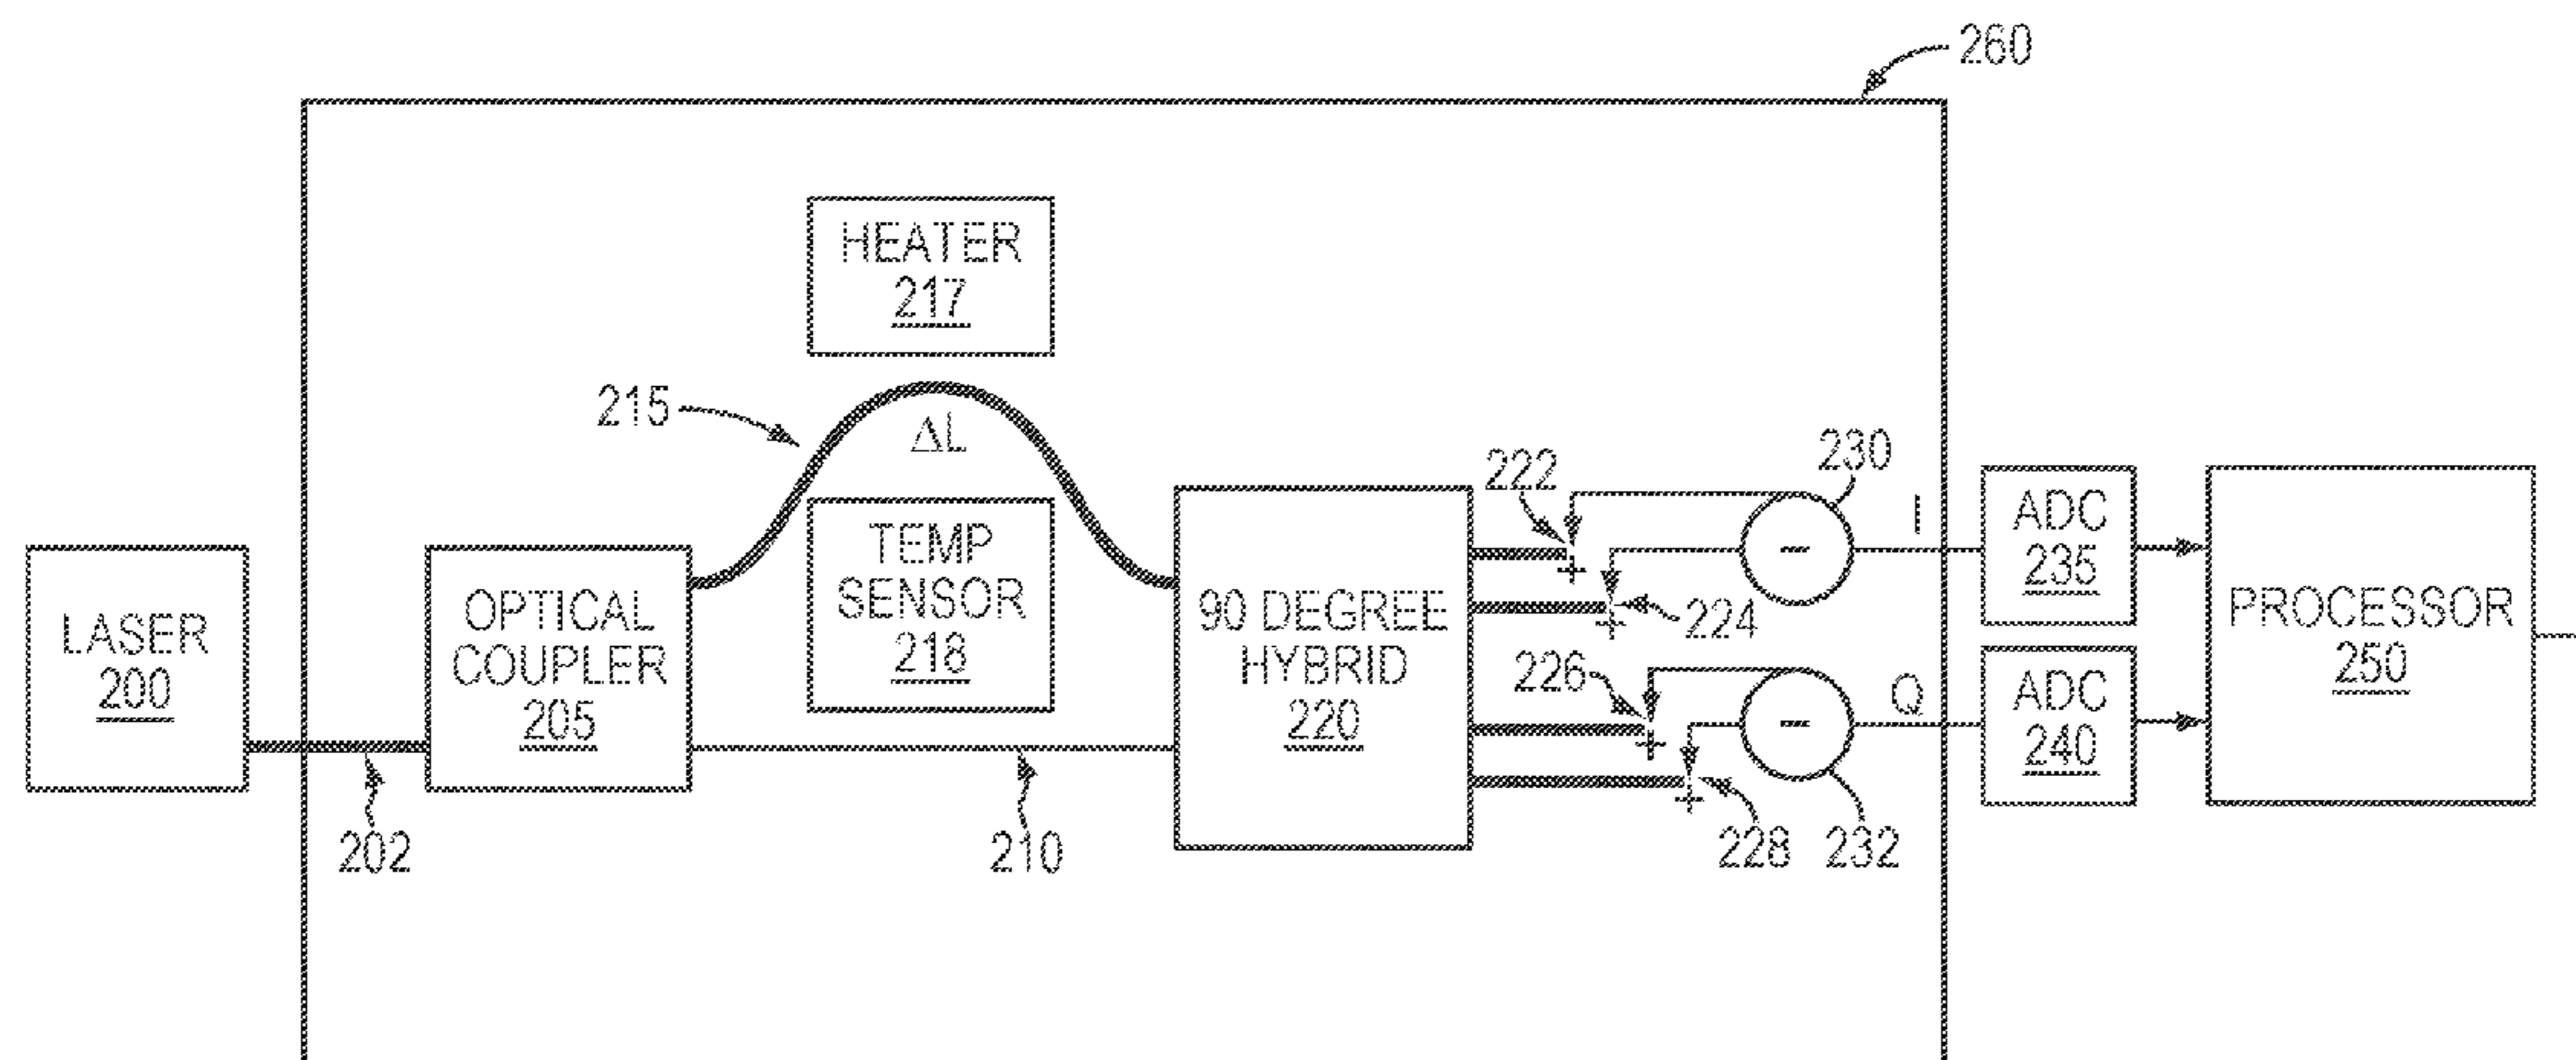 260
HEATER
217
215
ΔL
222
230
I
ADC
235
LASER
200
OPTICAL
COUPLER
205
TEMP
SENSOR
218
90 DEGREE
HYBRID
220
+
-
224
+
PROCESSOR
250
226
+
-
Q
ADC
240
+
202
210
228
232